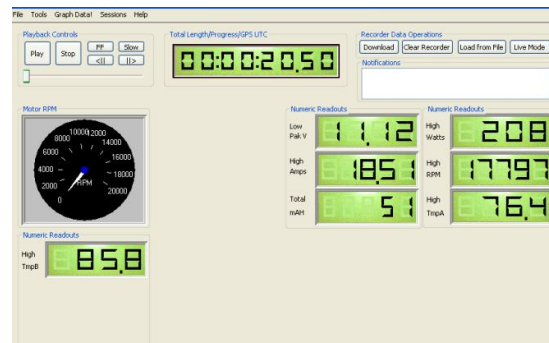 File Tools Graph Data! Sessions Help
Playback Controls
Play Stop FF Slow
<|| ||>
Total Length/Progress/GPS UTC
00:00:20.50
Recorder Data Operations
Download Clear Recorder Load from File Live Mode
Notifications
Motor RPM
0 2000 4000 6000 8000 10000 12000 14000 16000 18000 20000
RPM
Numeric Readouts
Low Pak V 11.12
High Amps 18.51
Total mAH 51
Numeric Readouts
High Watts 208
High RPM 17797
High TmpA 76.4
Numeric Readouts
High TmpB 85.8